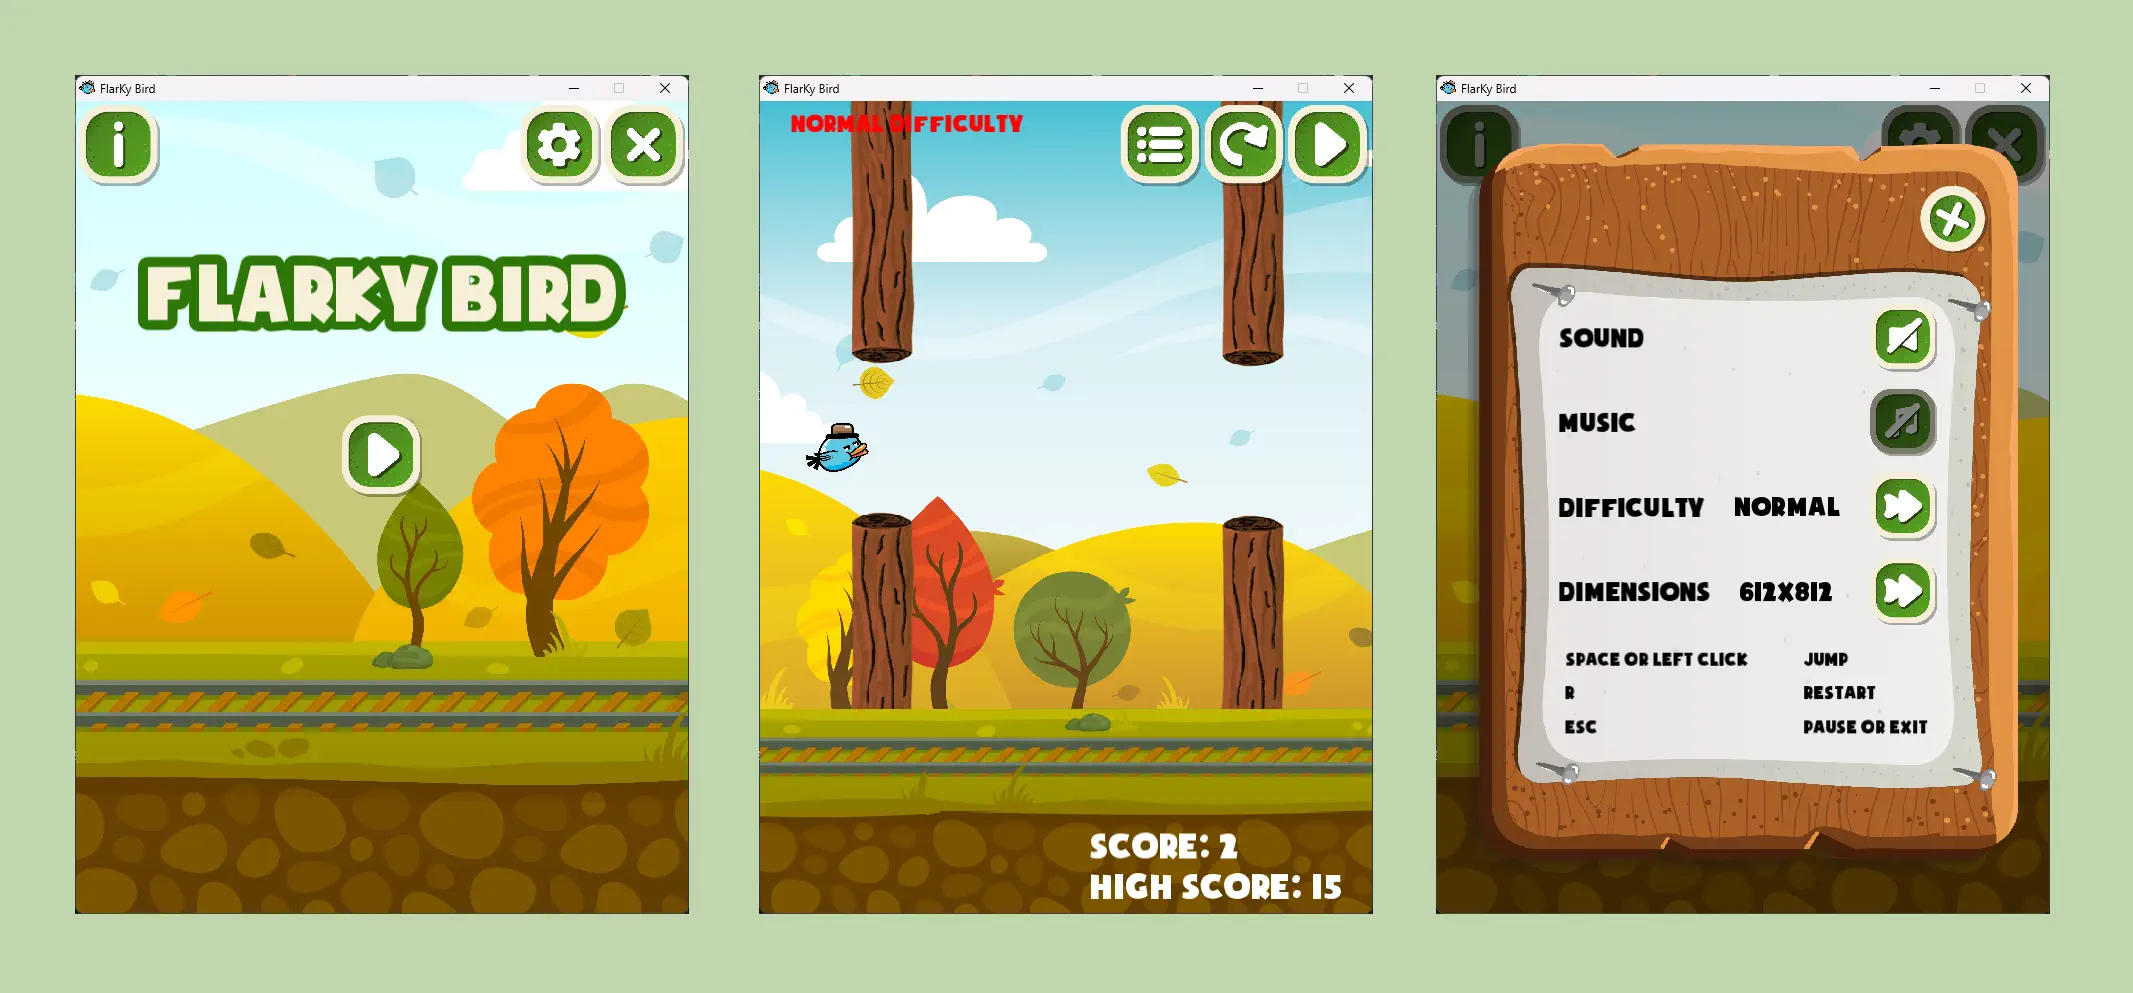 FlarKy Bird
FLARKY BIRD
FlarKy Bird
NORMAL DIFFICULTY
SCORE: 2
HIGH SCORE: 15
FlarKy Bird
SOUND
MUSIC
DIFFICULTY NORMAL
DIMENSIONS 612X812
SPACE OR LEFT CLICK JUMP
R RESTART
ESC PAUSE OR EXIT